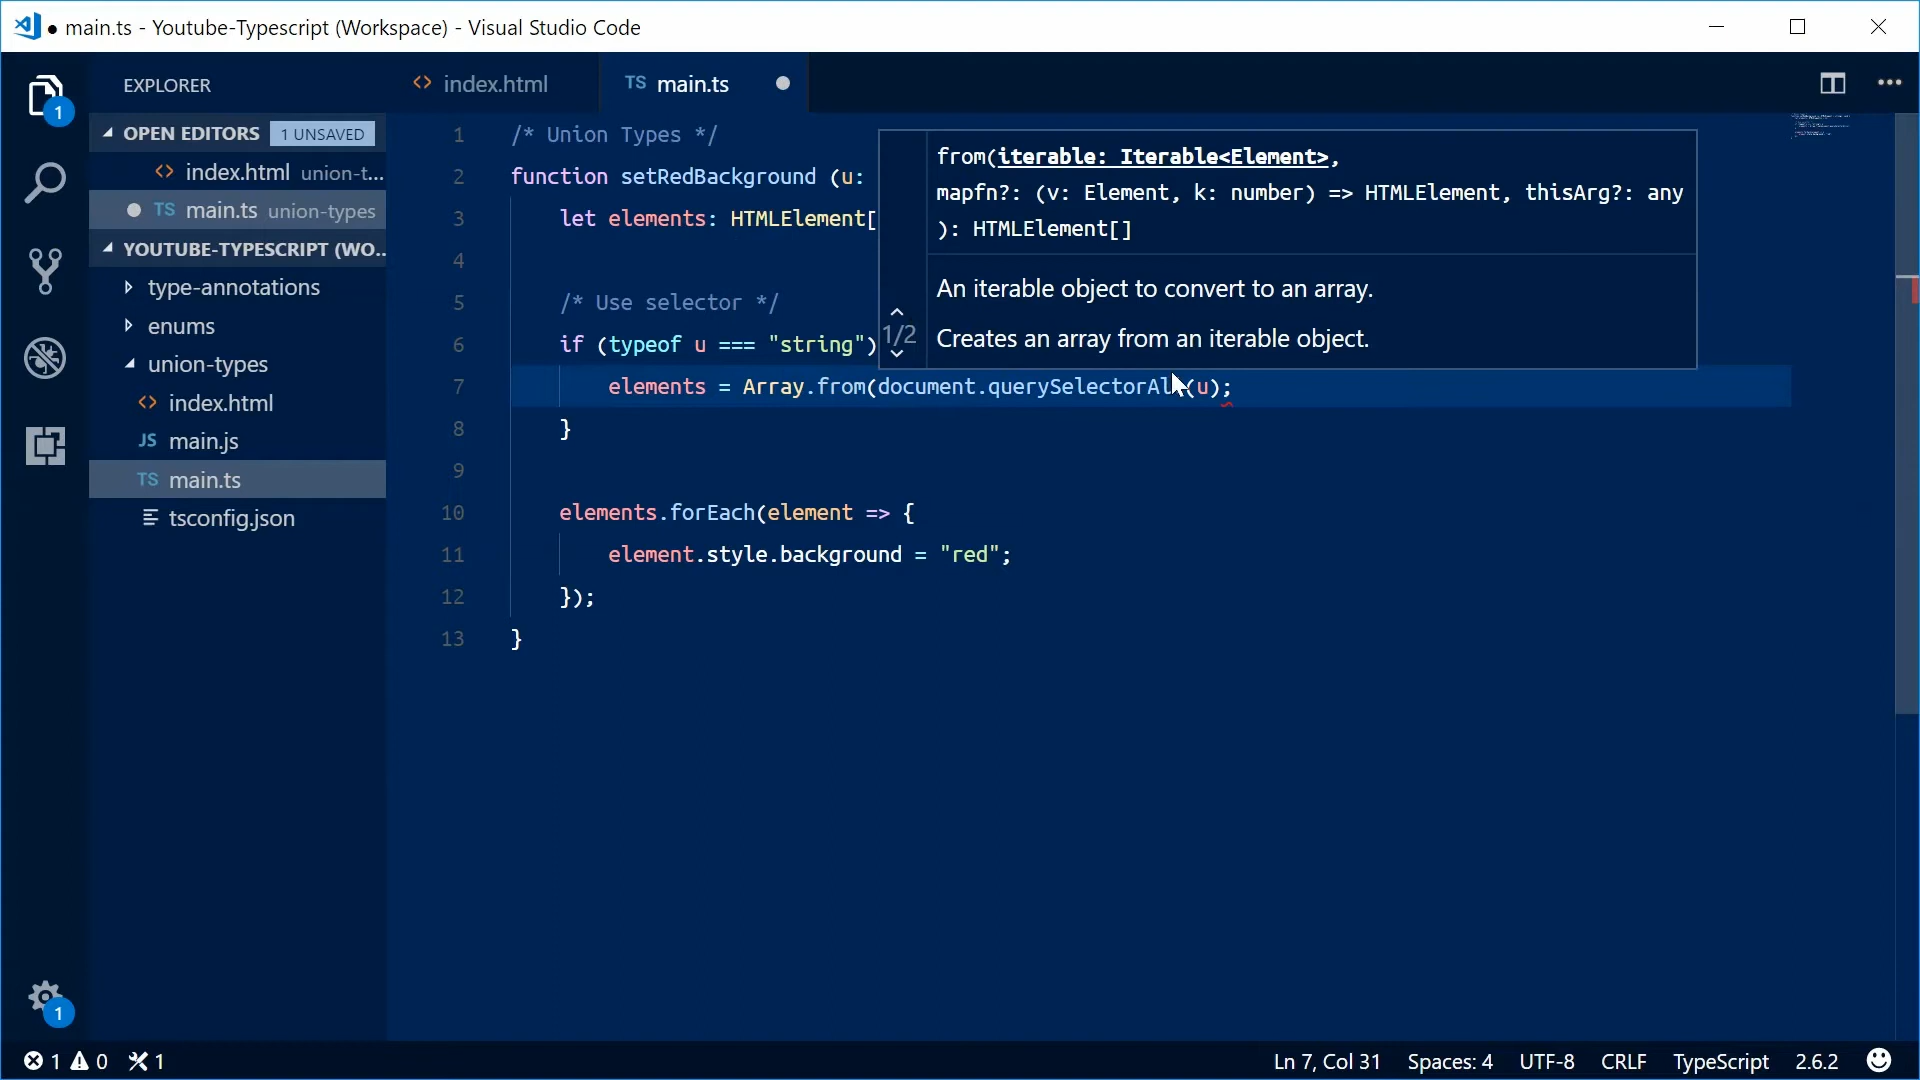 ● main.ts - Youtube-Typescript (Workspace) - Visual Studio Code
EXPLORER
<> index.html
TS main.ts ●
1
OPEN EDITORS 1 UNSAVED
<> index.html union-t...
● TS main.ts union-types
YOUTUBE-TYPESCRIPT (WO...
type-annotations
enums
union-types
<> index.html
JS main.js
TS main.ts
tsconfig.json
1 /* Union Types */
2 function setRedBackground (u:
3 let elements: HTMLElement[
4
5 /* Use selector */
6 if (typeof u === "string")
7 elements = Array.from(document.querySelectorAl(u);
8 }
9
10 elements.forEach(element => {
11 element.style.background = "red";
12 });
13 }
from(iterable: Iterable<Element>,
mapfn?: (v: Element, k: number) => HTMLElement, thisArg?: any
): HTMLElement[]
1/2
An iterable object to convert to an array.
Creates an array from an iterable object.
1
1 0 1
Ln 7, Col 31 Spaces: 4 UTF-8 CRLF TypeScript 2.6.2